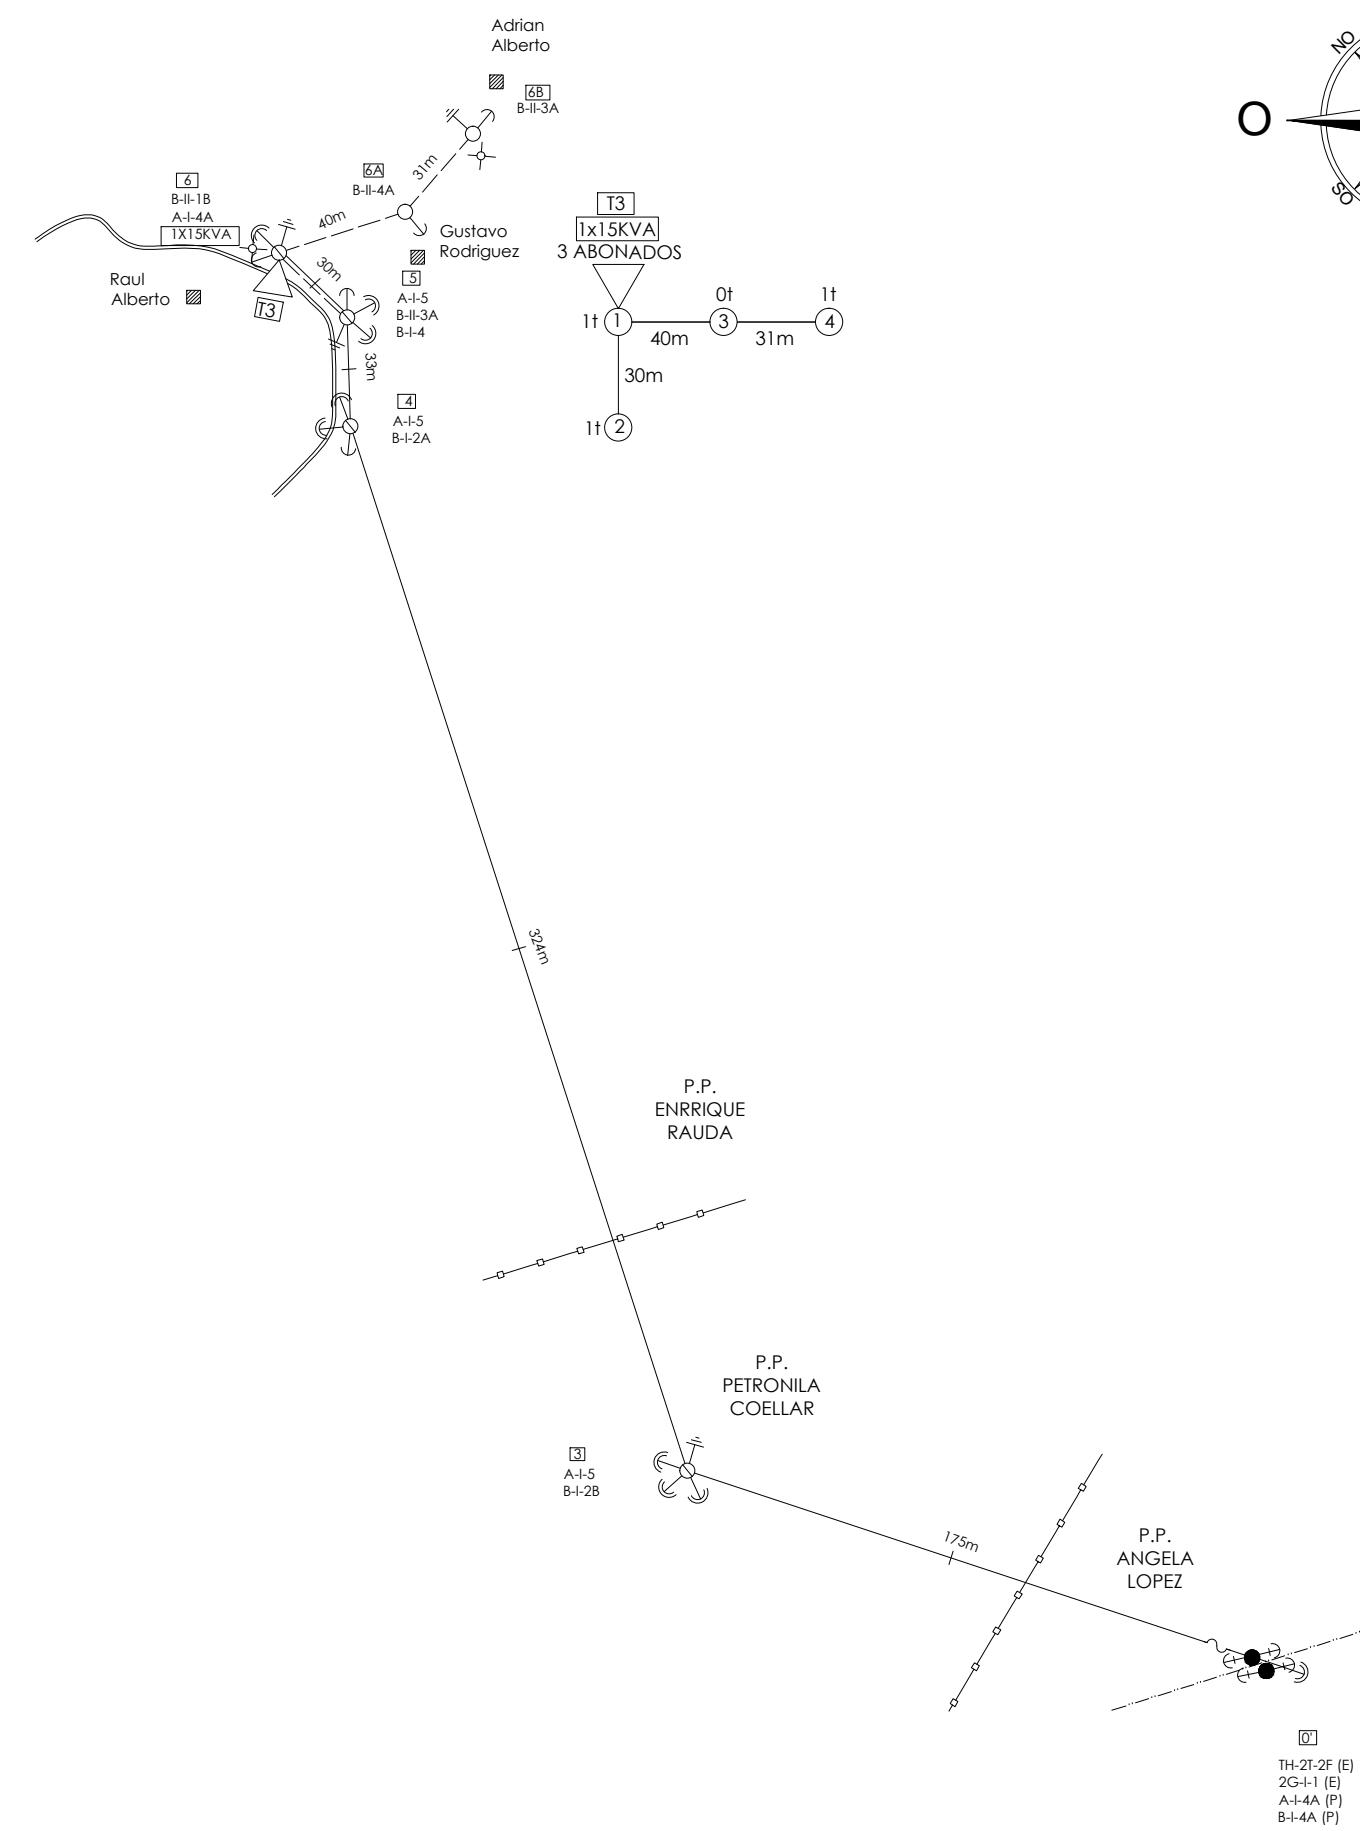 Adrian
Alberto
6B
B-II-3A
NO
O
SO
31m
6A
B-II-4A
40m
6
B-II-1B
A-I-4A
1X15KVA
Gustavo
Rodriguez
Raul
Alberto
T3
30m
5
A-I-5
B-II-3A
B-I-4
33m
4
A-I-5
B-I-2A
T3
1x15KVA
3 ABONADOS
1t 1
40m
0t
3
31m
1t
4
30m
1t 2
324m
P.P.
ENRRIQUE
RAUDA
P.P.
PETRONILA
COELLAR
3
A-I-5
B-I-2B
175m
P.P.
ANGELA
LOPEZ
0'
TH-2T-2F (E)
2G-I-1 (E)
A-I-4A (P)
B-I-4A (P)